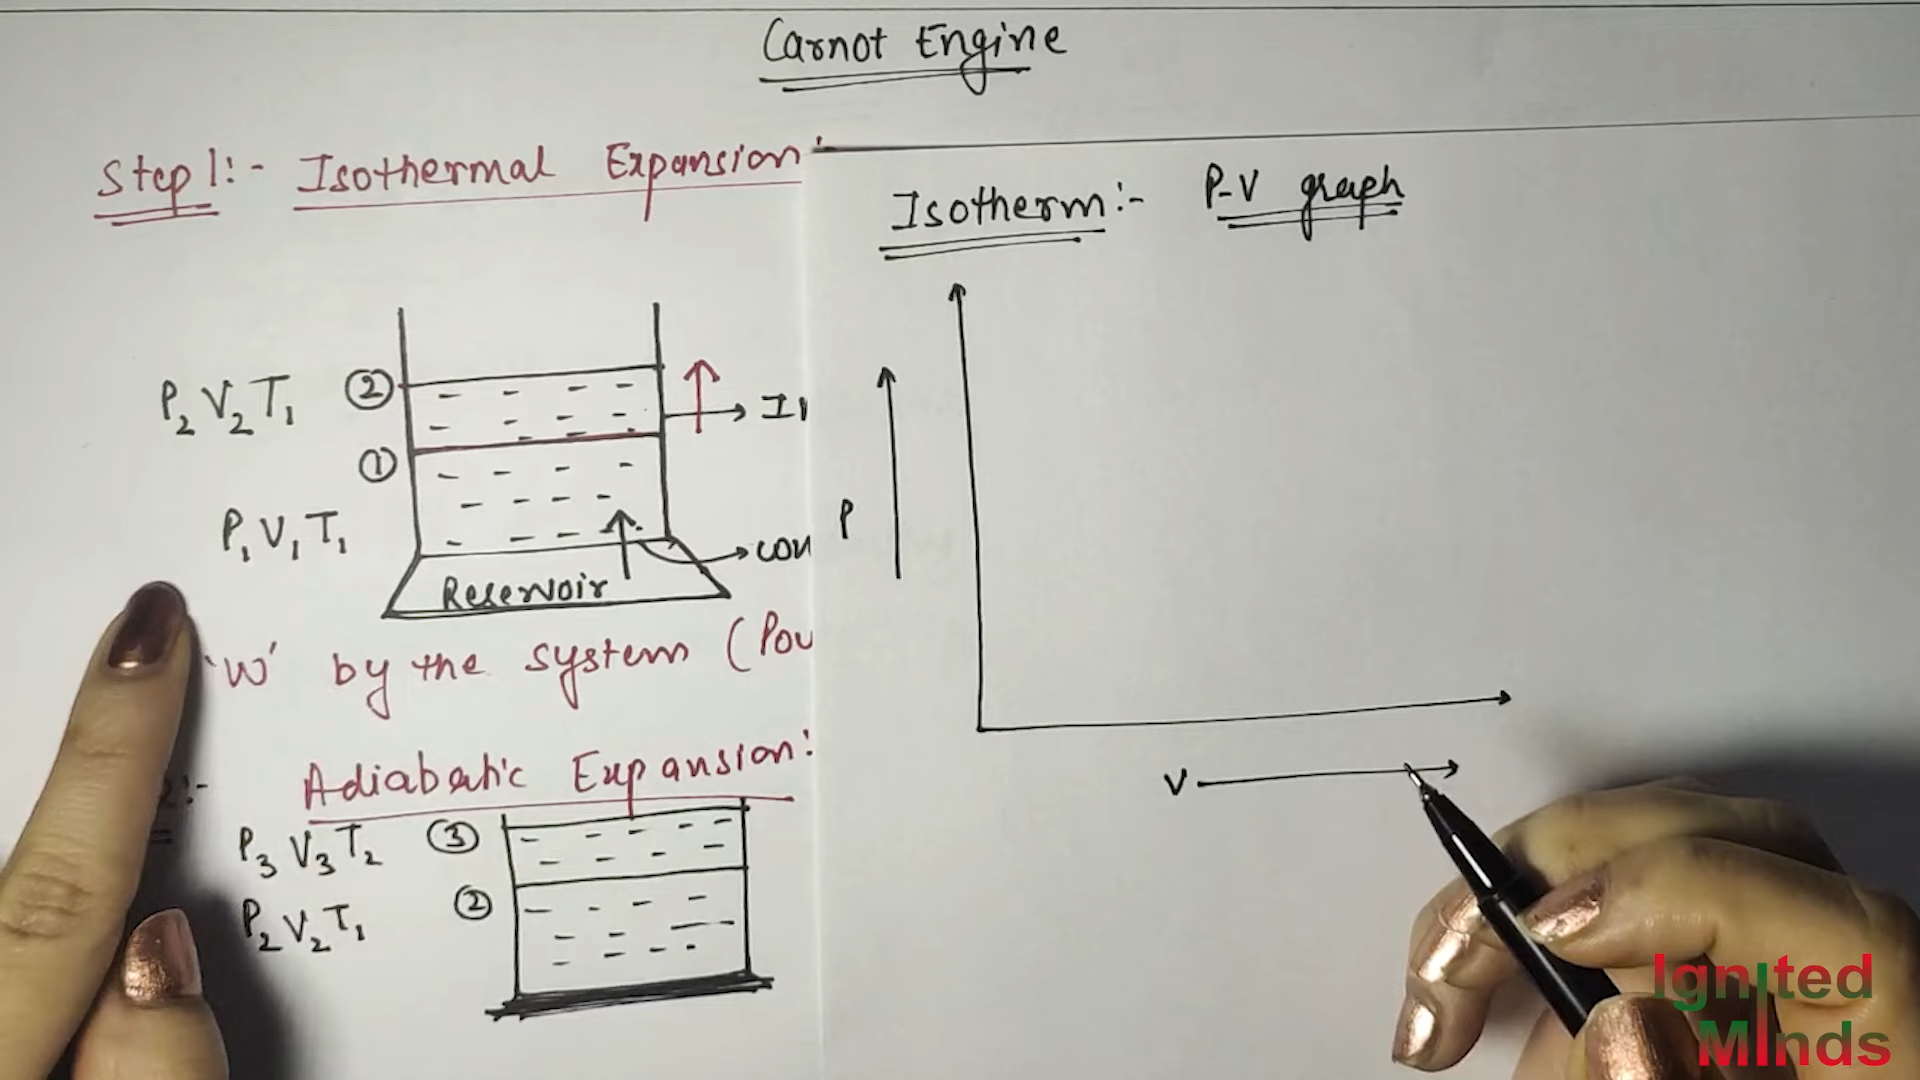 Carnot Engine
Step 1:- Isothermal Expansion:
P₂ V₂ T₁ ②
①
P₁ V₁ T₁
Reservoir
'W' by the system
2:- Adiabatic Expansion:
P₃ V₃ T₂ ③
P₂ V₂ T₁ ②
Isotherm:- P-V graph
P
V
Ignited
Minds